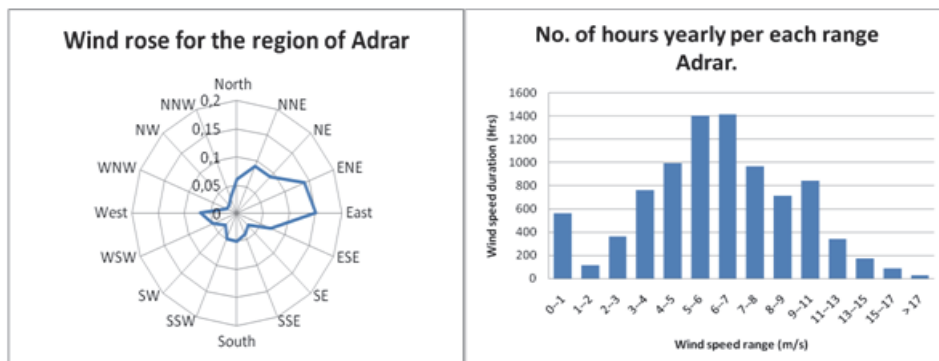 Wind rose for the region of Adrar
North
NNW
0,2
NNE
NW
0,15
NE
0,1
WNW
ENE
0,05
West
0
East
WSW
ESE
SW
SE
SSW
SSE
South
No. of hours yearly per each range
Adrar.
Wind speed duration (Hrs)
1600
1400
1200
1000
800
600
400
200
0
0--1
1--2
2--3
3--4
4--5
5--6
6--7
7--8
8--9
9--11
11--13
13--15
15--17
>17
Wind speed range (m/s)